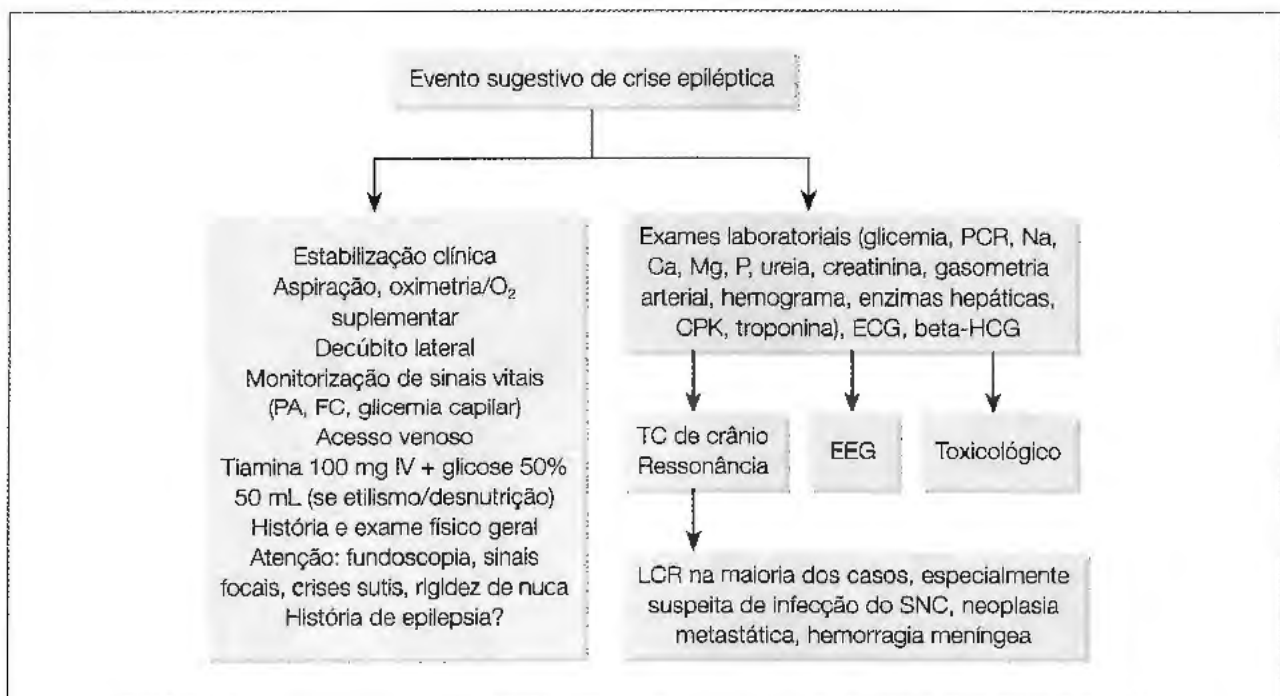 Evento sugestivo de crise epiléptica
Estabilização clínica
Aspiração, oximetria/O₂
suplementar
Decúbito lateral
Monitorização de sinais vitais
(PA, FC, glicemia capilar)
Acesso venoso
Tiamina 100 mg IV + glicose 50%
50 mL (se etilismo/desnutrição)
História e exame físico geral
Atenção: fundoscopia, sinais
focais, crises sutis, rigidez de nuca
História de epilepsia?
Exames laboratoriais (glicemia, PCR, Na,
Ca, Mg, P, ureia, creatinina, gasometria
arterial, hemograma, enzimas hepáticas,
CPK, troponina), ECG, beta-HCG
TC de crânio
Ressonância
EEG
Toxicológico
LCR na maioria dos casos, especialmente
suspeita de infecção do SNC, neoplasia
metastática, hemorragia meníngea